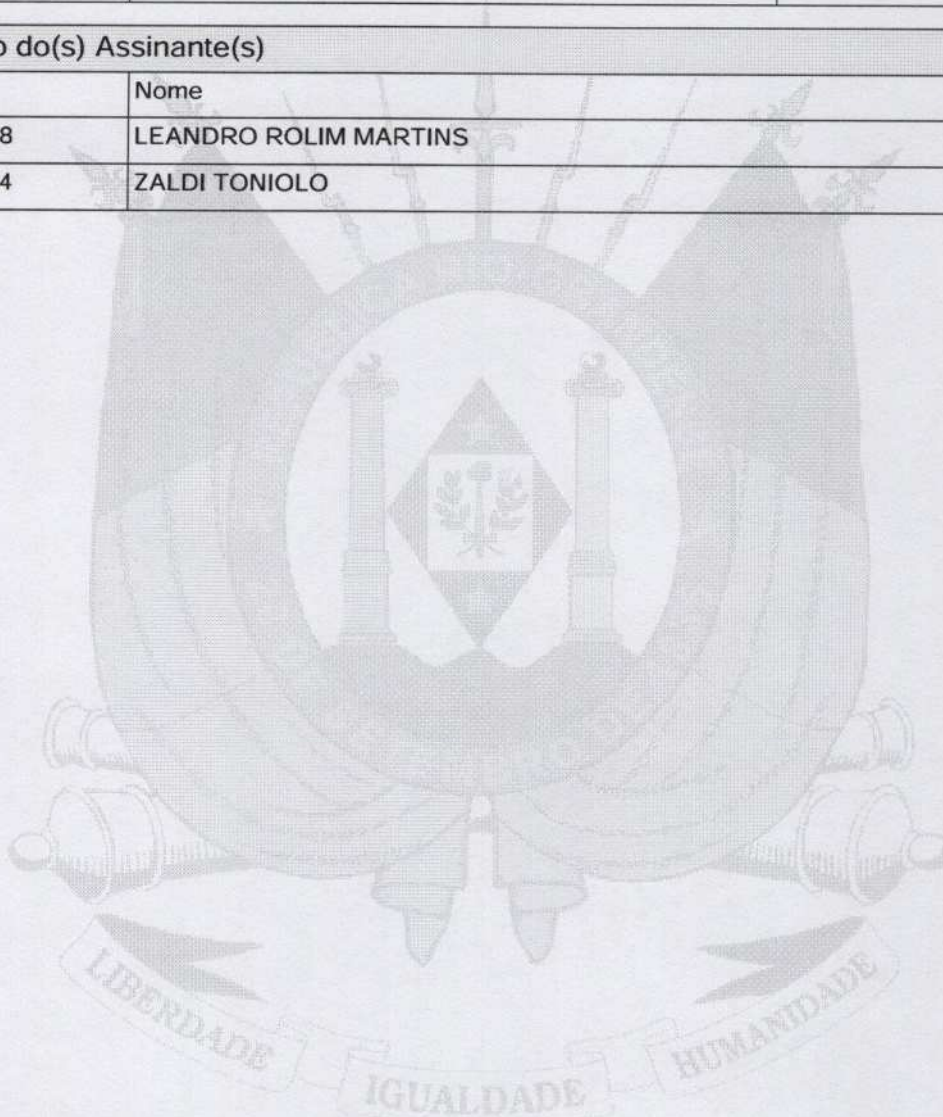 o do(s) Assinante(s)
Nome
8 LEANDRO ROLIM MARTINS
4 ZALDI TONIOLO
LIBERDADE
IGUALDADE
HUMANIDADE